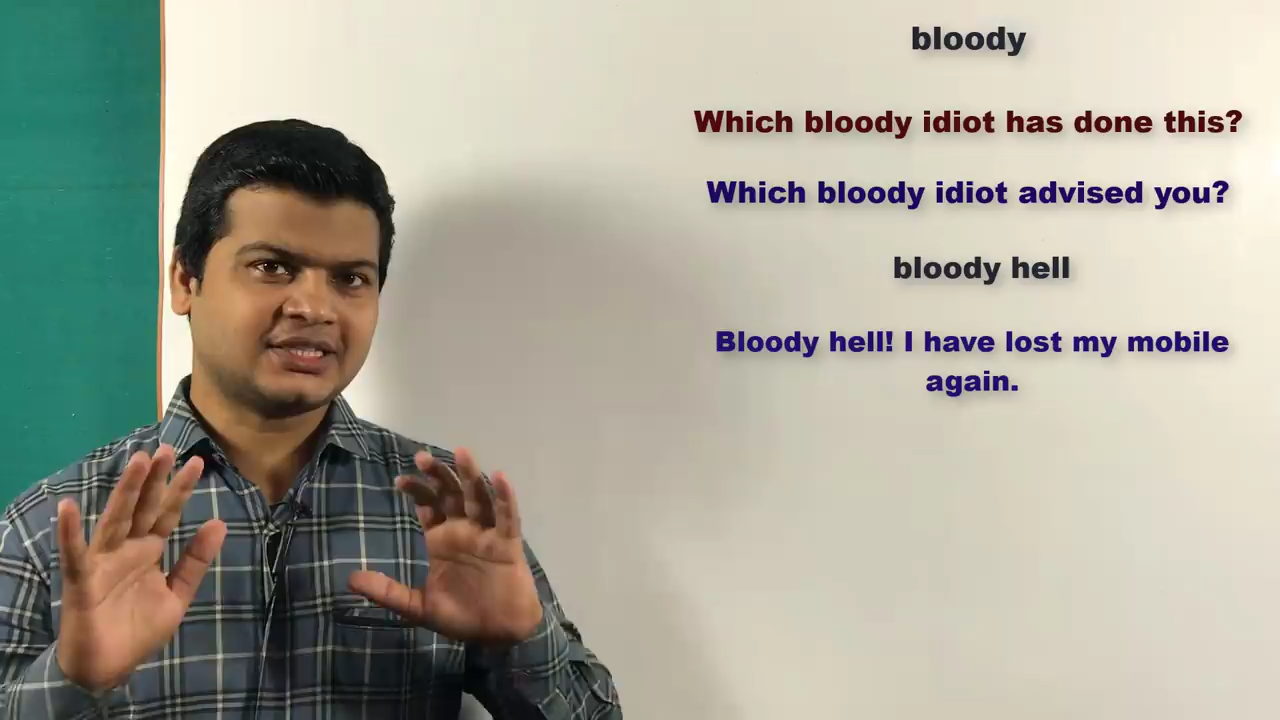 bloody
Which bloody idiot has done this?
Which bloody idiot advised you?
bloody hell
Bloody hell! I have lost my mobile
again.